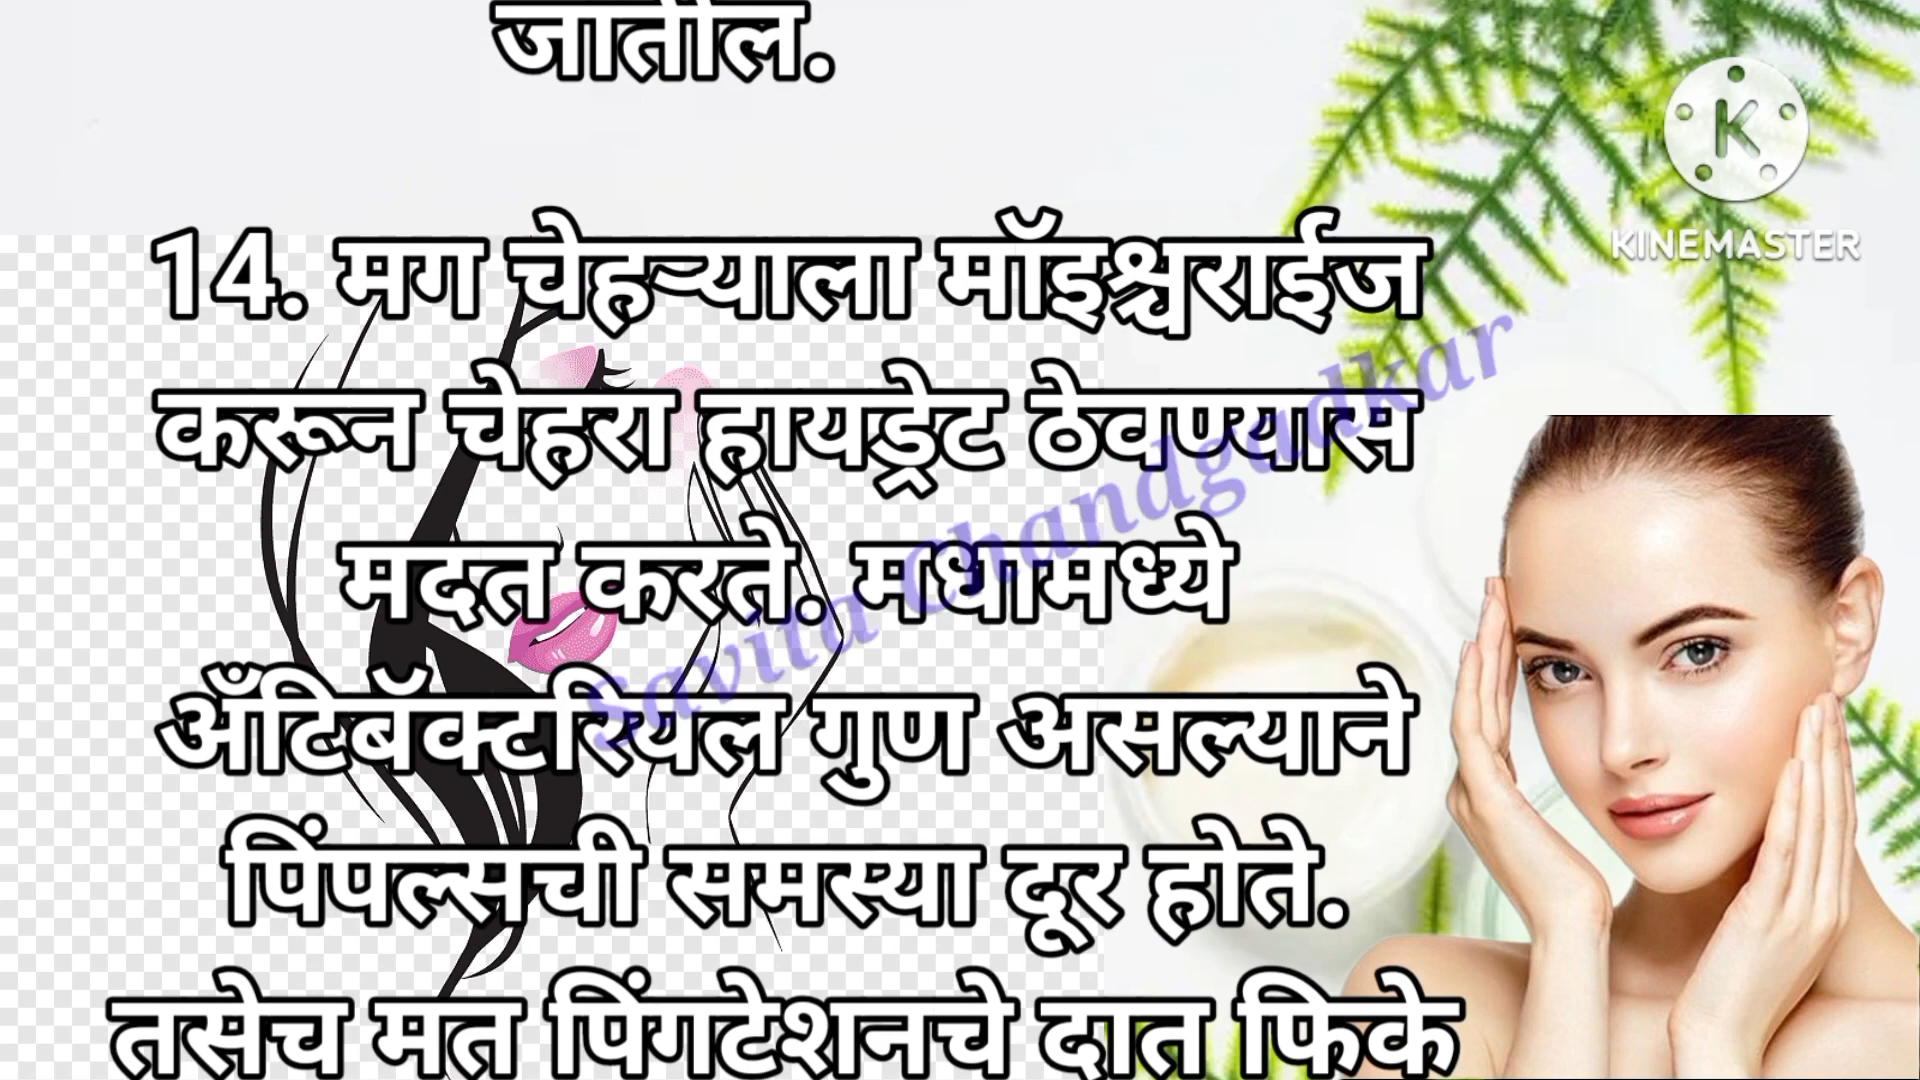 जातील.
K
KINEMASTER
14. मग चेहऱ्याला मॉइश्चराईज
करून चेहरा हायड्रेट ठेवण्यास
मदत करते. मधामध्ये
अँटिबॅक्टरियल गुण असल्याने
पिंपल्सची समस्या दूर होते.
तसेच मत पिंगटेशनचे दात फिके
Savita Chandgadkar